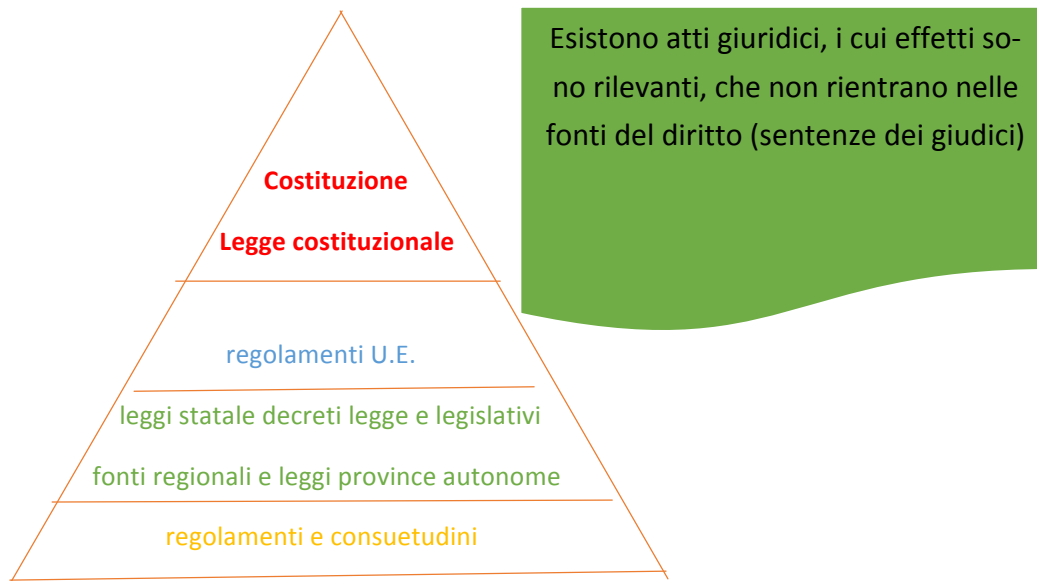 Esistono atti giuridici, i cui effetti so-
no rilevanti, che non rientrano nelle
fonti del diritto (sentenze dei giudici)
Costituzione
Legge costituzionale
regolamenti U.E.
leggi statale decreti legge e legislativi
fonti regionali e leggi province autonome
regolamenti e consuetudini